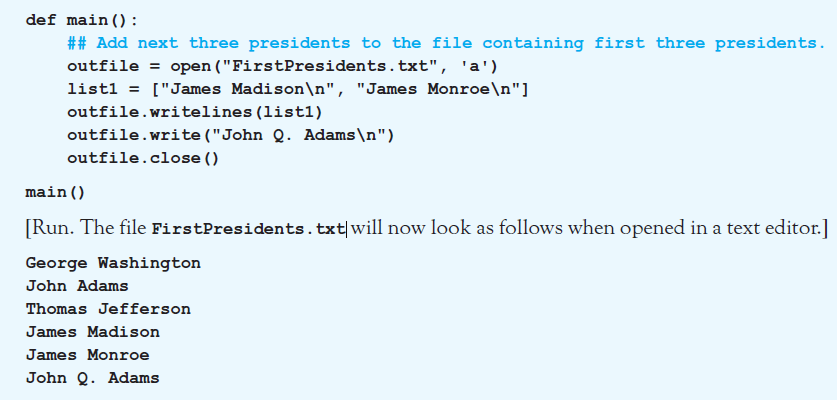 def main():
    ## Add next three presidents to the file containing first three presidents.
    outfile = open("FirstPresidents.txt", 'a')
    list1 = ["James Madison\n", "James Monroe\n"]
    outfile.writelines(list1)
    outfile.write("John Q. Adams\n")
    outfile.close()
main()
[Run. The file FirstPresidents.txt will now look as follows when opened in a text editor.]
George Washington
John Adams
Thomas Jefferson
James Madison
James Monroe
John Q. Adams